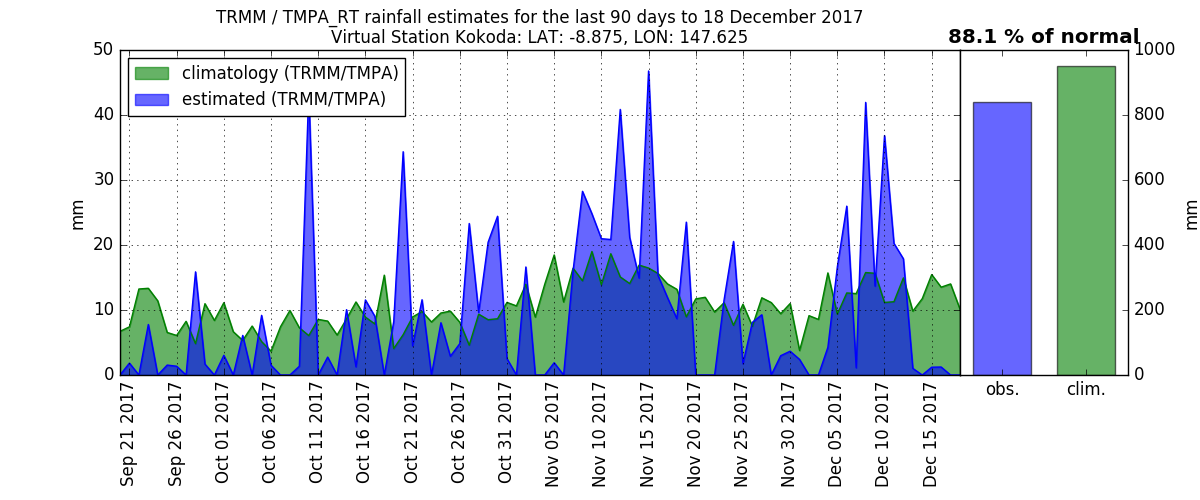 TRMM / TMPA_RT rainfall estimates for the last 90 days to 18 December 2017
Virtual Station Kokoda: LAT: -8.875, LON: 147.625
88.1 % of normal
climatology (TRMM/TMPA)
estimated (TRMM/TMPA)
50
40
30
20
10
0
mm
1000
800
600
400
200
0
mm
Sep 21 2017
Sep 26 2017
Oct 01 2017
Oct 06 2017
Oct 11 2017
Oct 16 2017
Oct 21 2017
Oct 26 2017
Oct 31 2017
Nov 05 2017
Nov 10 2017
Nov 15 2017
Nov 20 2017
Nov 25 2017
Nov 30 2017
Dec 05 2017
Dec 10 2017
Dec 15 2017
obs.
clim.